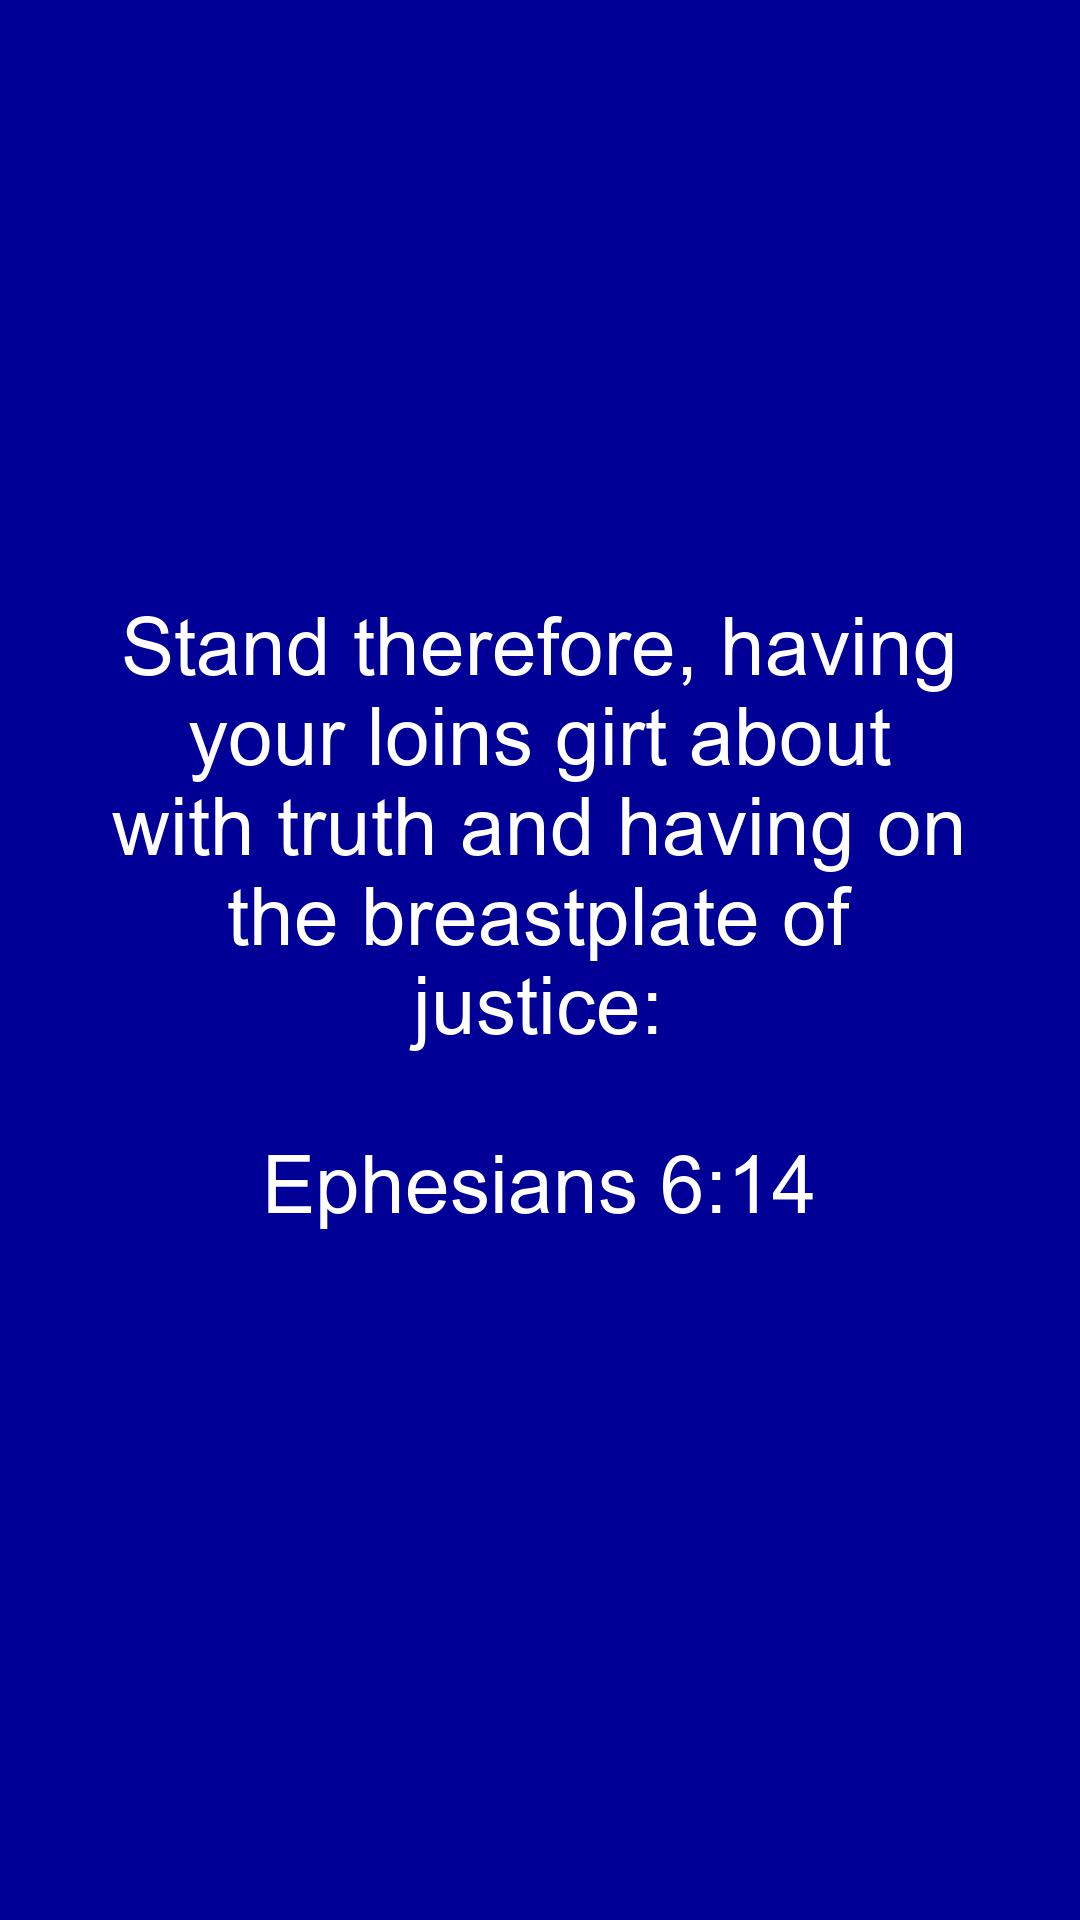 Stand therefore, having
your loins girt about
with truth and having on
the breastplate of
justice:
Ephesians 6:14